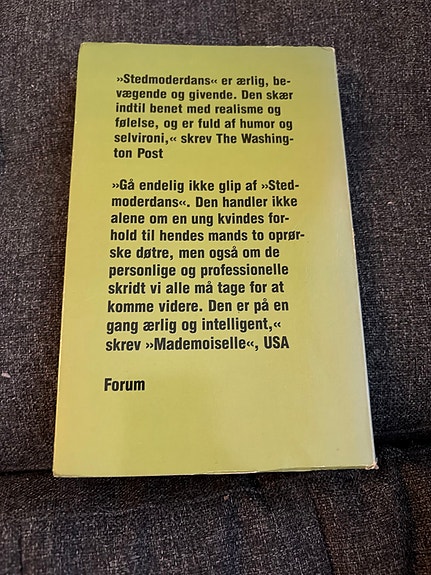 »Stedmoderdans« er ærlig, be-
vægende og givende. Den skær
indtil benet med realisme og
følelse, og er fuld af humor og
selvironi,« skrev The Washing-
ton Post
»Gå endelig ikke glip af »Sted-
moderdans«. Den handler ikke
alene om en ung kvindes for-
hold til hendes mands to oprør-
ske døtre, men også om de
personlige og professionelle
skridt vi alle må tage for at
komme videre. Den er på en
gang ærlig og intelligent,«
skrev »Mademoiselle«, USA
Forum